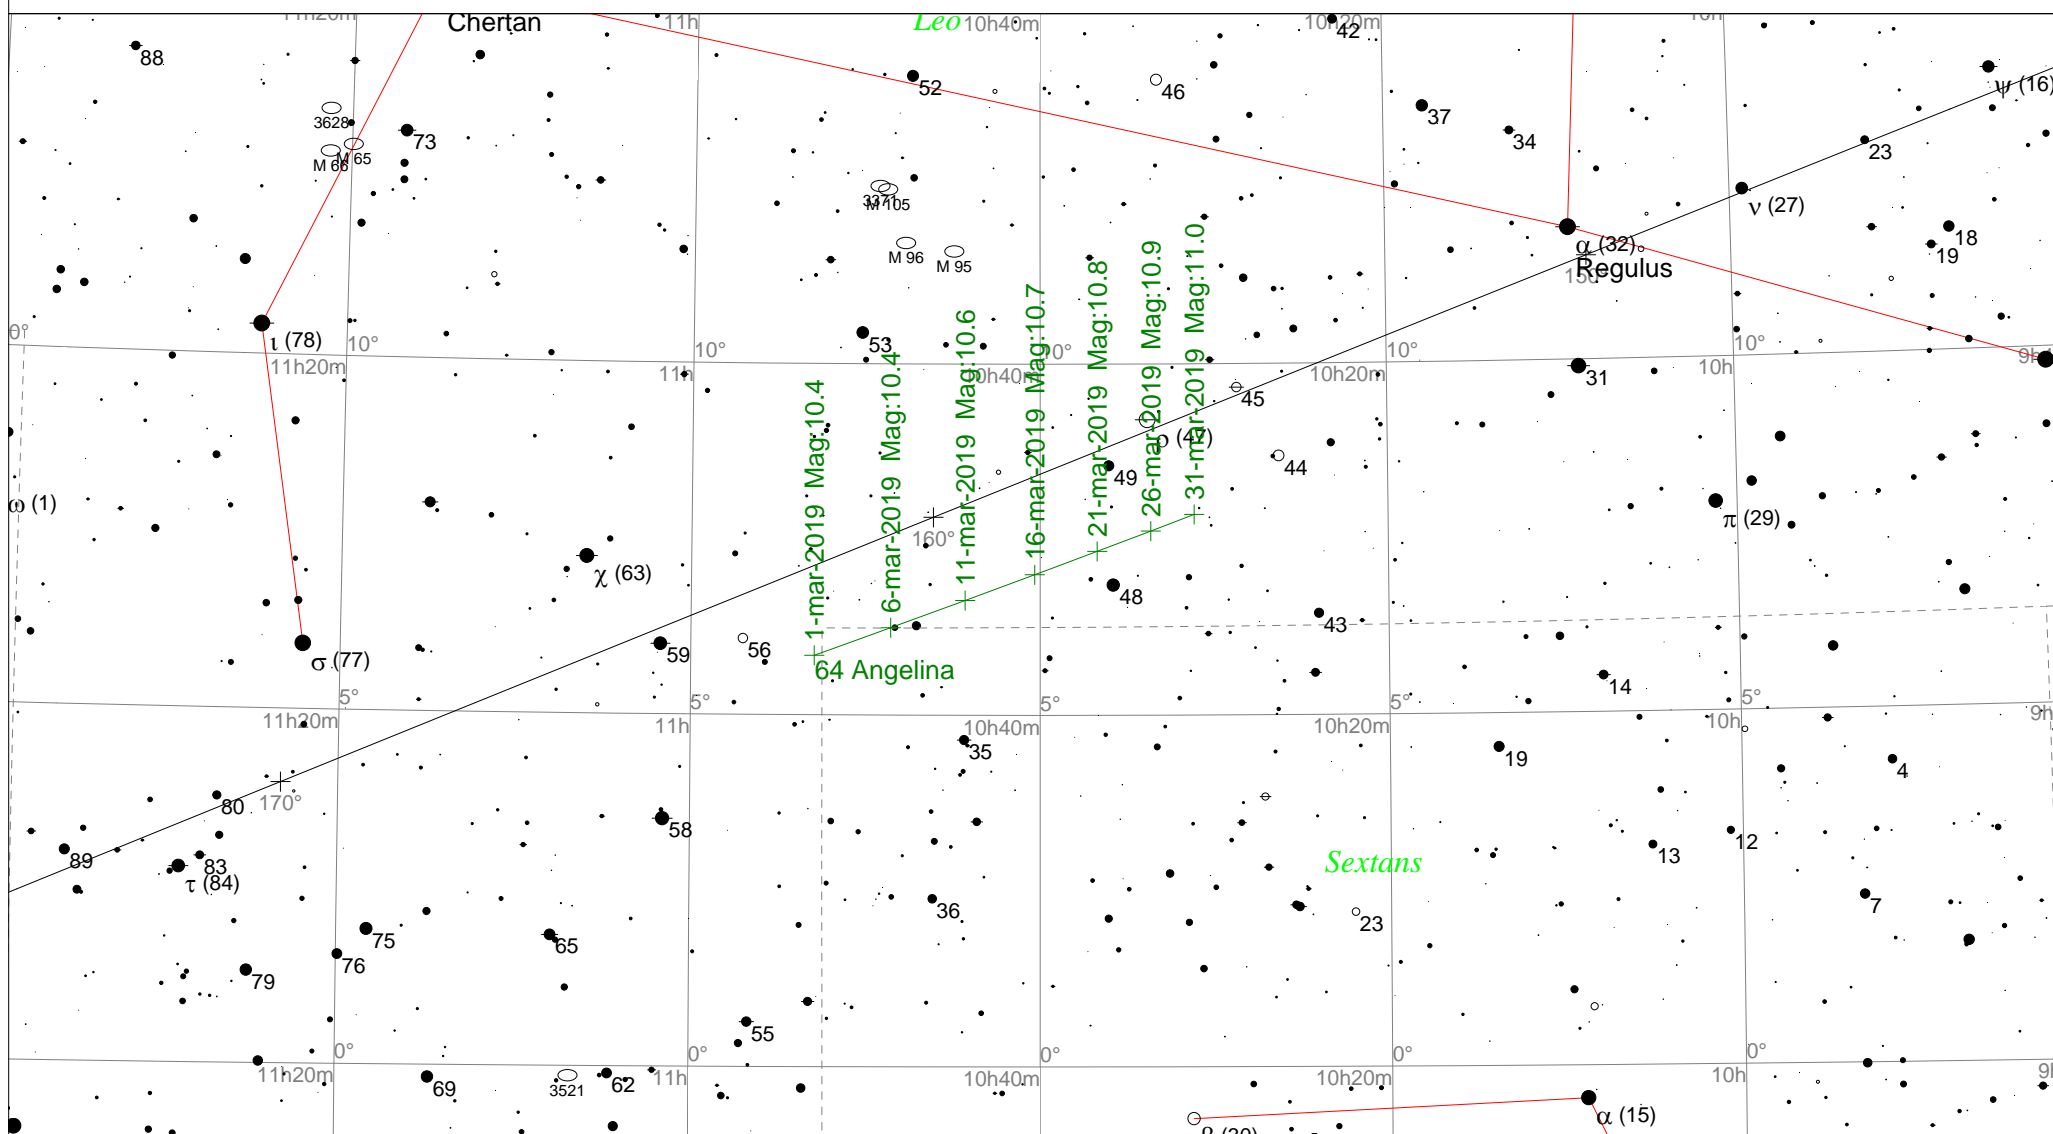 11h20m
Chertan
11h
Leo
10h40m
10h20m
42
10h
88
52
46
37
34
ψ (16)
23
3628
M 66
M 65
73
3371
M 105
ν (27)
M 96
M 95
α (32)
Regulus
18
19
ι (78)
53
10°
10°
10°
10°
11h20m
11h
10h40m
10h20m
10h
31
45
ο (47)
44
49
ω (1)
π (29)
160°
χ (63)
48
43
1-mar-2019 Mag:10.4
6-mar-2019 Mag:10.4
11-mar-2019 Mag:10.6
16-mar-2019 Mag:10.7
21-mar-2019 Mag:10.8
26-mar-2019 Mag:10.9
31-mar-2019 Mag:11.0
64 Angelina
σ (77)
59
56
14
5°
5°
5°
5°
5°
11h20m
11h
10h40m
10h20m
10h
35
19
4
170°
80
58
89
83
τ (84)
13
12
Sextans
36
23
7
75
76
65
79
55
0°
0°
0°
0°
0°
11h20m
11h
10h40m
10h20m
10h
69
3521
62
α (15)